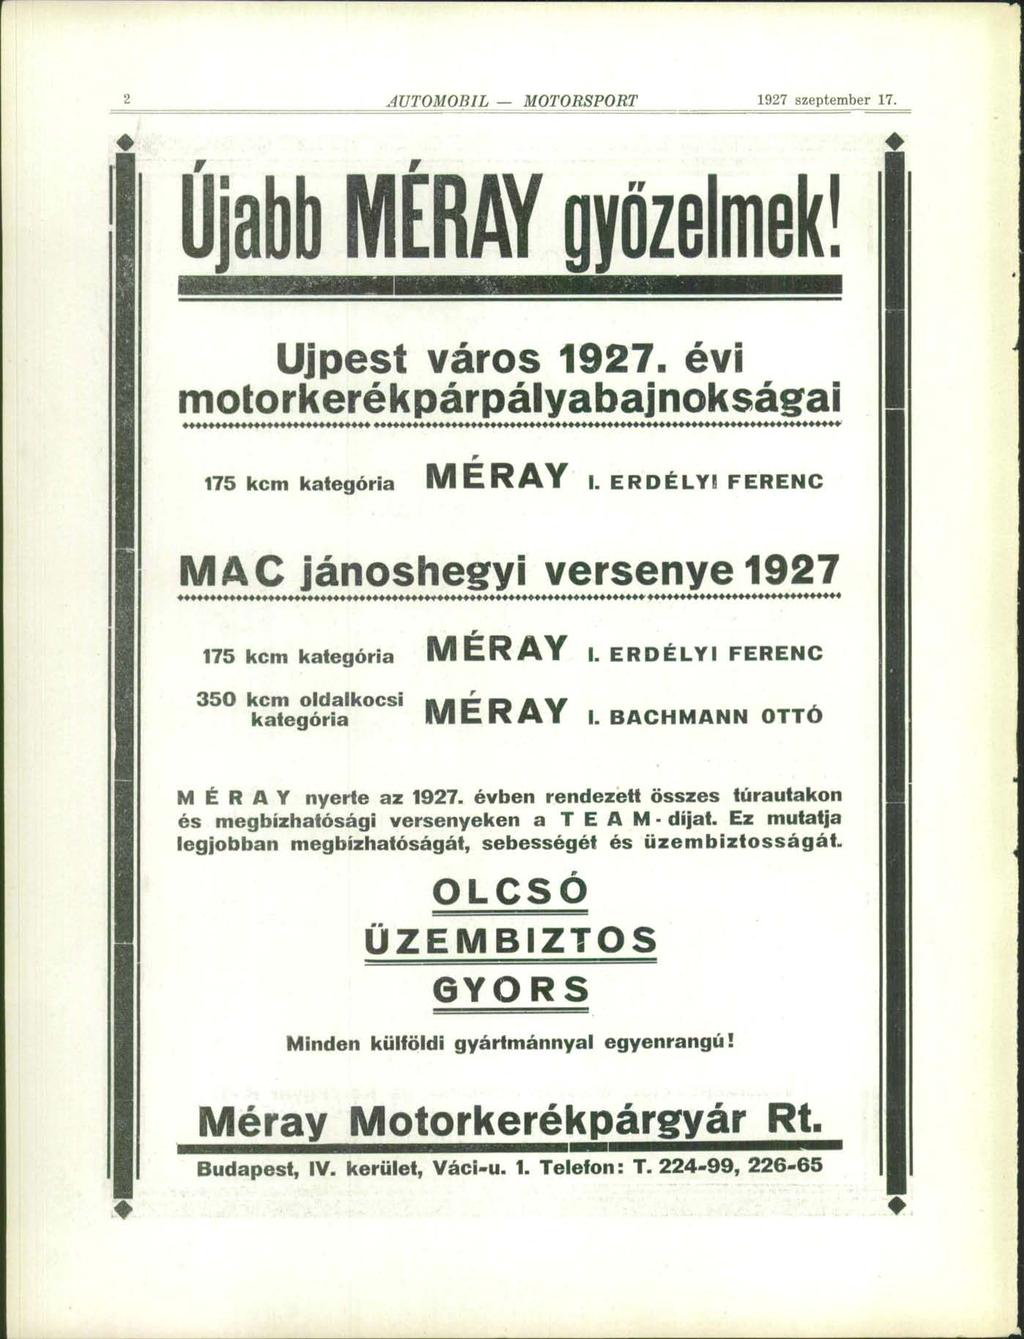 2 AUTOMOBIL — MOTORSPORT 1927 szeptember 17.
Újabb MÉRAY győzelmek!
Ujpest város 1927. évi
motorkerékpárpályabajnokságai
175 kcm kategória MÉRAY I. ERDÉLYI FERENC
MAC jánoshegyi versenye 1927
175 kcm kategória MÉRAY I. ERDÉLYI FERENC
350 kcm oldalkocsi
kategória MÉRAY I. BACHMANN OTTÓ
MÉRAY nyerte az 1927. évben rendezett összes túrautakon
és megbízhatósági versenyeken a TEAM-díjat. Ez mutatja
legjobban megbízhatóságát, sebességét és üzembiztosságát.
OLCSÓ
ÜZEMBIZTOS
GYORS
Minden külföldi gyártmánnyal egyenrangú!
Méray Motorkerékpárgyár Rt.
Budapest, IV. kerület, Váci-u. 1. Telefon: T. 224-99, 226-65